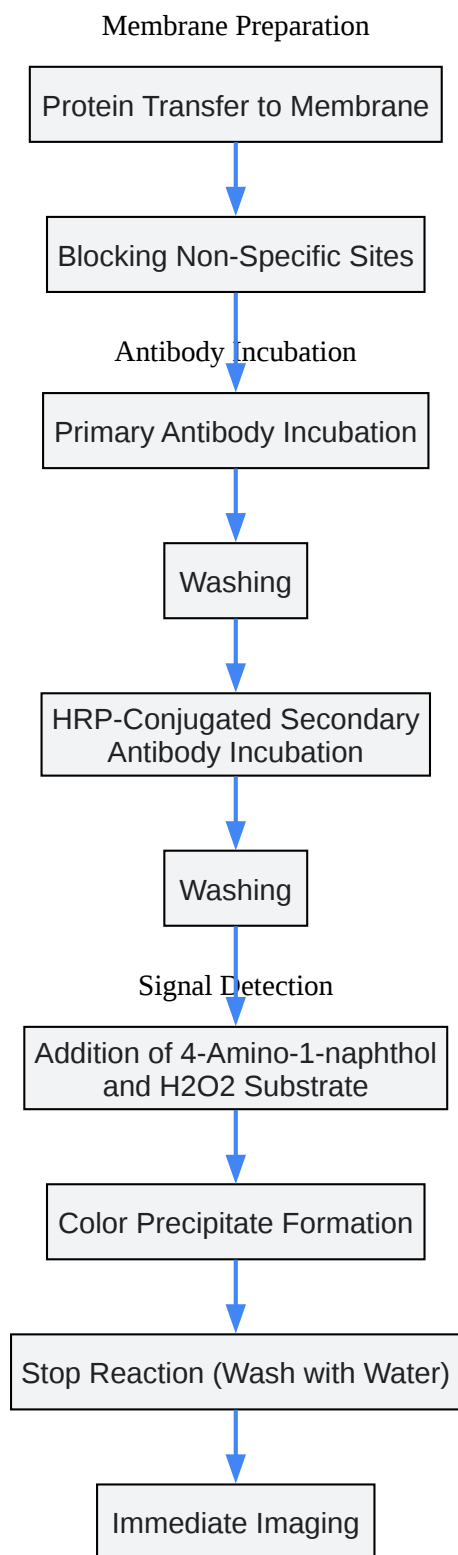 Membrane Preparation
Protein Transfer to Membrane
Blocking Non-Specific Sites
Antibody Incubation
Primary Antibody Incubation
Washing
HRP-Conjugated Secondary
Antibody Incubation
Washing
Signal Detection
Addition of 4-Amino-1-naphthol
and H2O2 Substrate
Color Precipitate Formation
Stop Reaction (Wash with Water)
Immediate Imaging